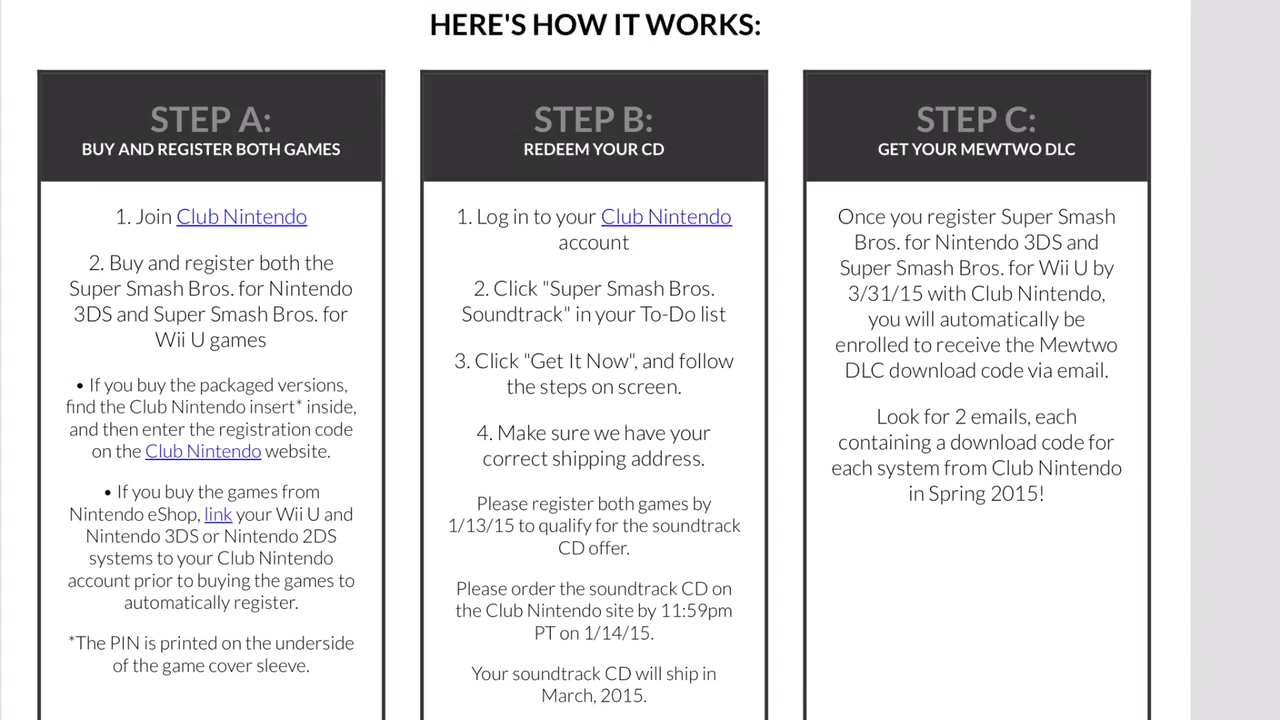 HERE'S HOW IT WORKS:
STEP A:
BUY AND REGISTER BOTH GAMES
1. Join Club Nintendo
2. Buy and register both the
Super Smash Bros. for Nintendo
3DS and Super Smash Bros. for
Wii U games
• If you buy the packaged versions,
find the Club Nintendo insert* inside,
and then enter the registration code
on the Club Nintendo website.
• If you buy the games from
Nintendo eShop, link your Wii U and
Nintendo 3DS or Nintendo 2DS
systems to your Club Nintendo
account prior to buying the games to
automatically register.
*The PIN is printed on the underside
of the game cover sleeve.
STEP B:
REDEEM YOUR CD
1. Log in to your Club Nintendo
account
2. Click "Super Smash Bros.
Soundtrack" in your To-Do list
3. Click "Get It Now", and follow
the steps on screen.
4. Make sure we have your
correct shipping address.
Please register both games by
1/13/15 to qualify for the soundtrack
CD offer.
Please order the soundtrack CD on
the Club Nintendo site by 11:59pm
PT on 1/14/15.
Your soundtrack CD will ship in
March, 2015.
STEP C:
GET YOUR MEWTWO DLC
Once you register Super Smash
Bros. for Nintendo 3DS and
Super Smash Bros. for Wii U by
3/31/15 with Club Nintendo,
you will automatically be
enrolled to receive the Mewtwo
DLC download code via email.
Look for 2 emails, each
containing a download code for
each system from Club Nintendo
in Spring 2015!